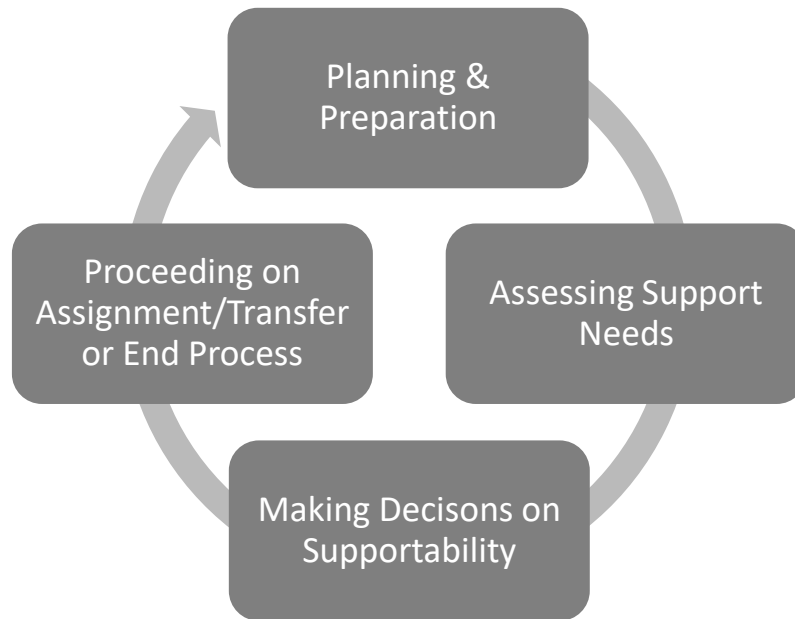 Planning &
Preparation
Assessing Support
Needs
Making Decisons on
Supportability
Proceeding on
Assignment/Transfer
or End Process